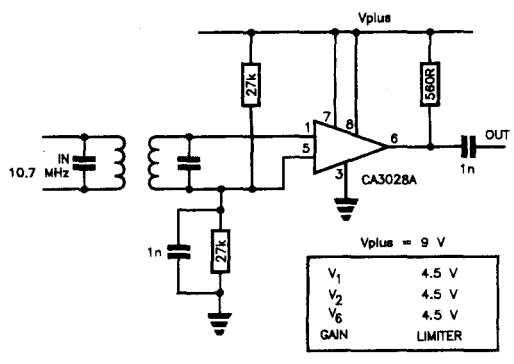 Vplus
27k
560R
7
8
1
5
6
3
IN
10.7 MHz
OUT
1n
CA3028A
1n
27k
Vplus = 9 V
V1 4.5 V
V2 4.5 V
V6 4.5 V
GAIN LIMITER